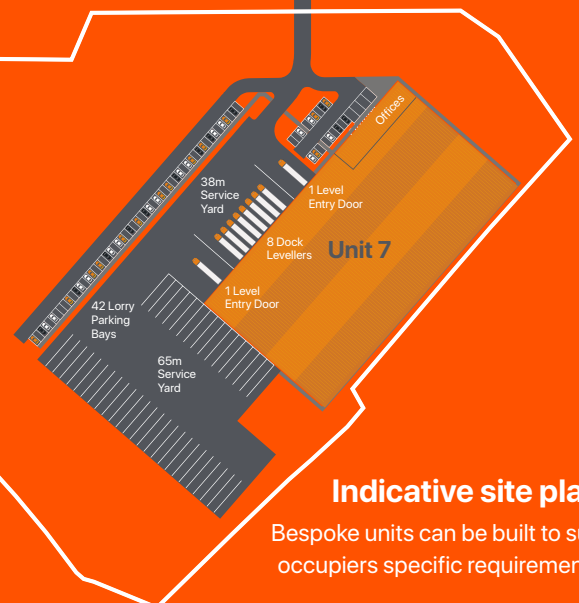 Offices
38m
Service
Yard
1 Level
Entry Door
8 Dock
Levellers
Unit 7
1 Level
Entry Door
42 Lorry
Parking
Bays
65m
Service
Yard
Indicative site pla
Bespoke units can be built to su
occupiers specific requiremen